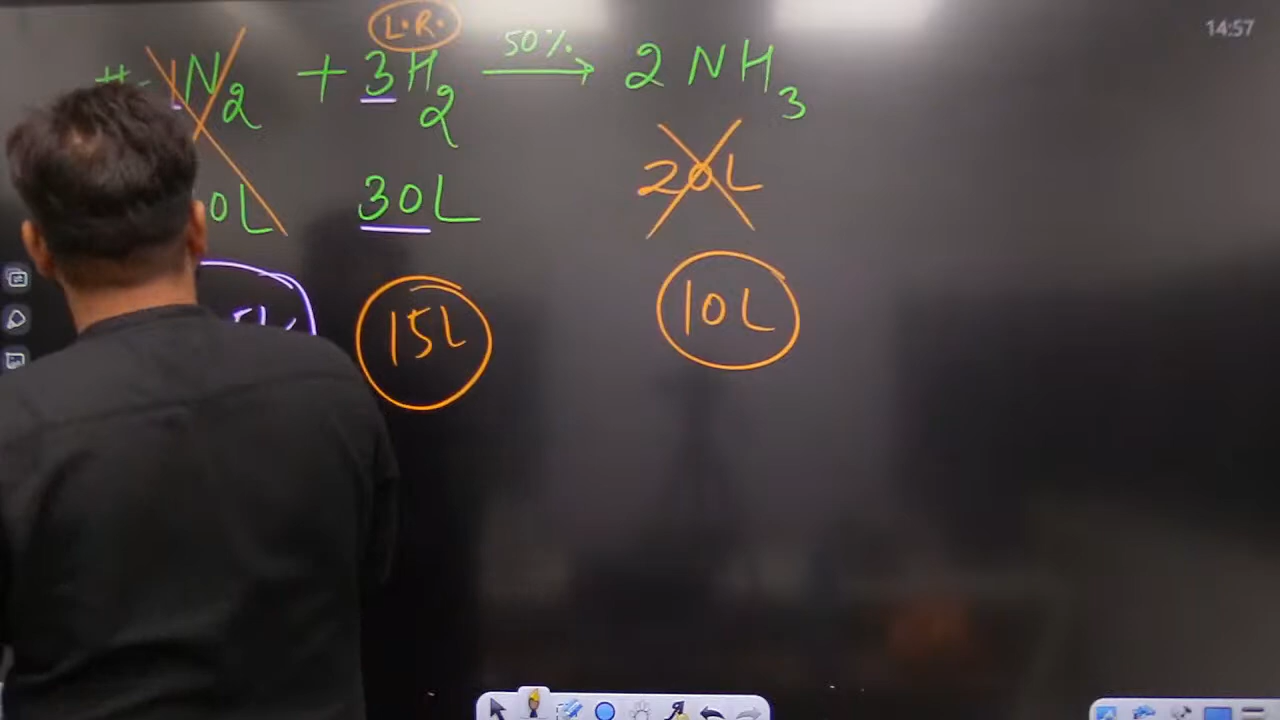 14:57
L.R.
N2 + 3H2 50% → 2NH3
0L 30L 20L
15L 10L